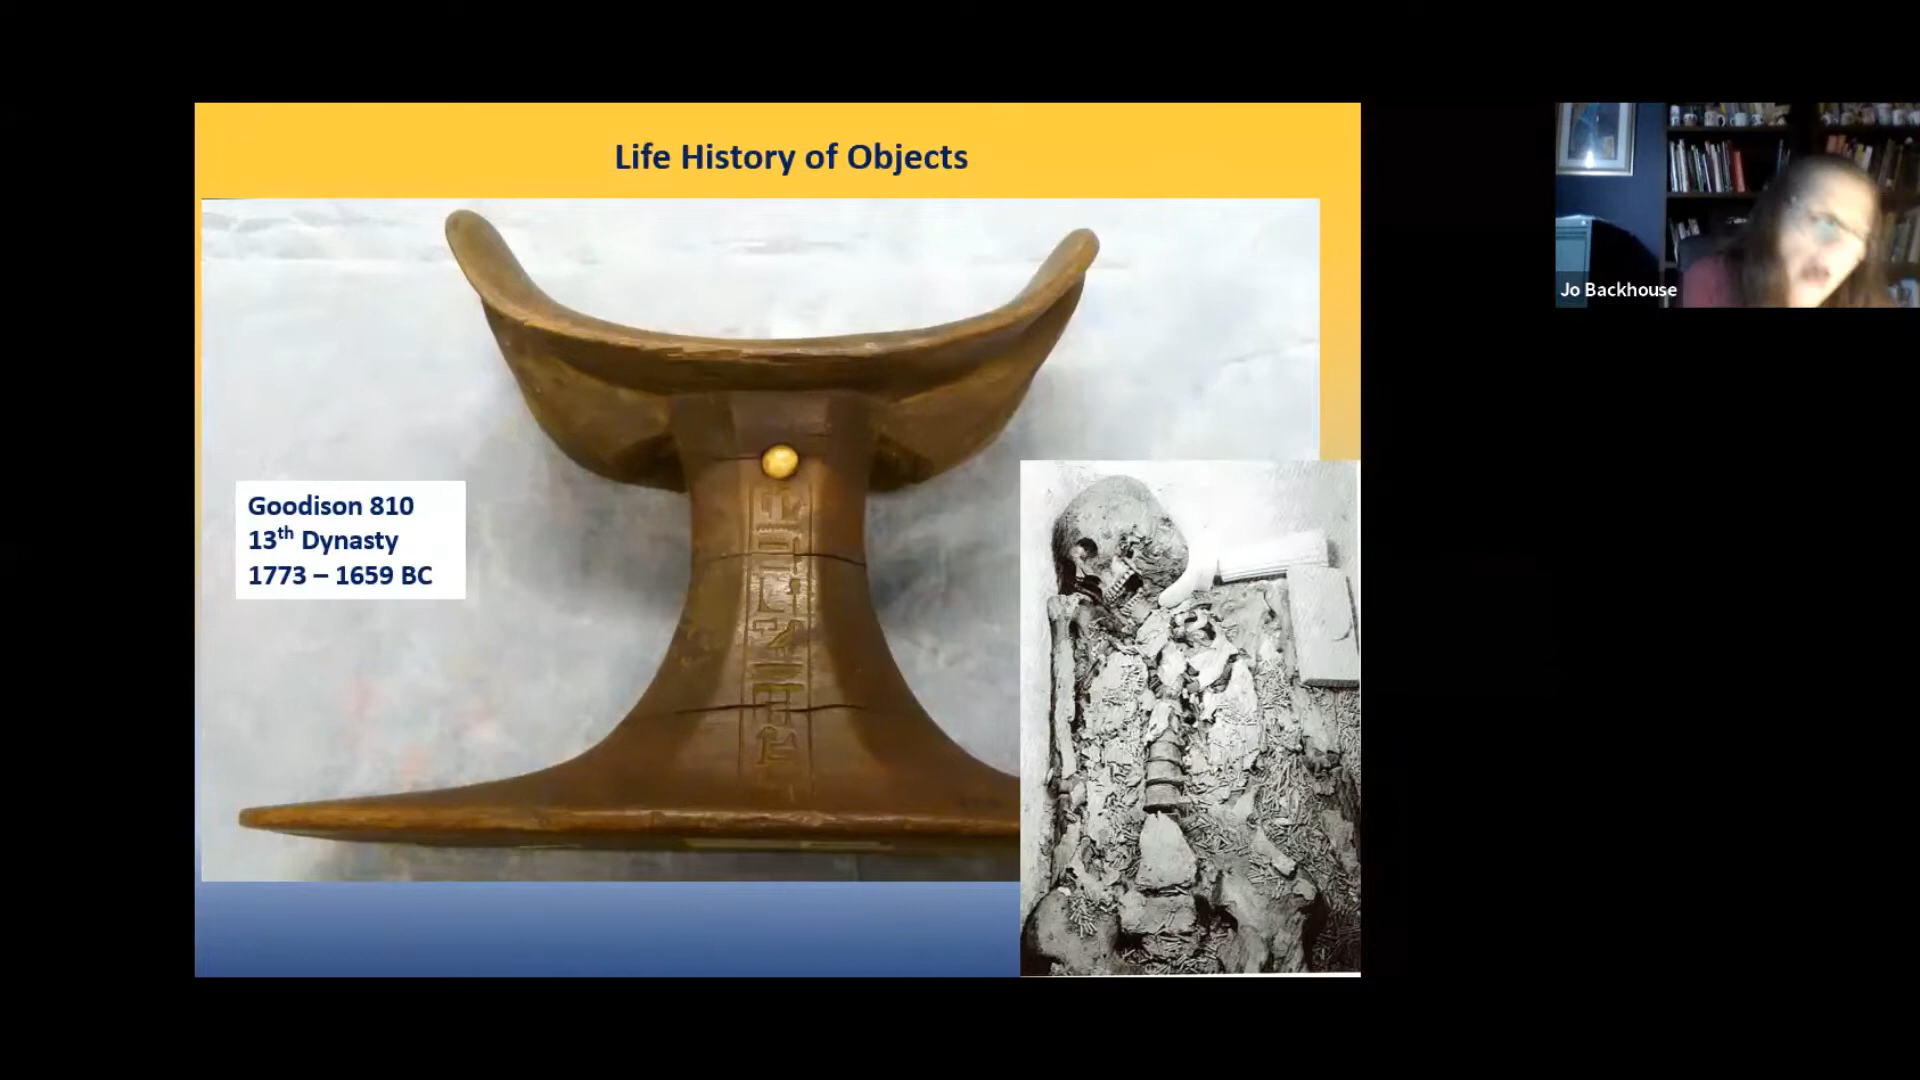 Life History of Objects
Goodison 810
13th Dynasty
1773 – 1659 BC
Jo Backhouse